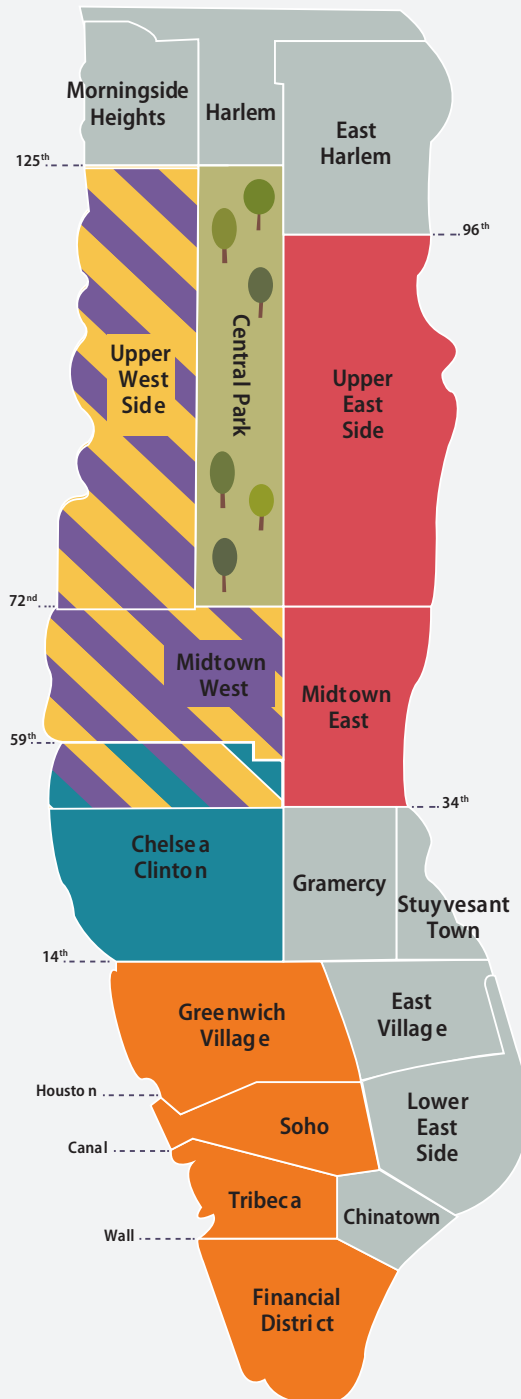 Morningside
Heights
Harlem
East
Harlem
125th
96th
Central Park
Upper
West
Side
Upper
East
Side
72nd
Midtown
West
Midtown
East
59th
34th
Chelsea
Clinton
Gramercy
Stuyvesant
Town
14th
Greenwich
Village
East
Village
Houston
Soho
Lower
East
Side
Canal
Tribeca
Chinatown
Wall
Financial
District